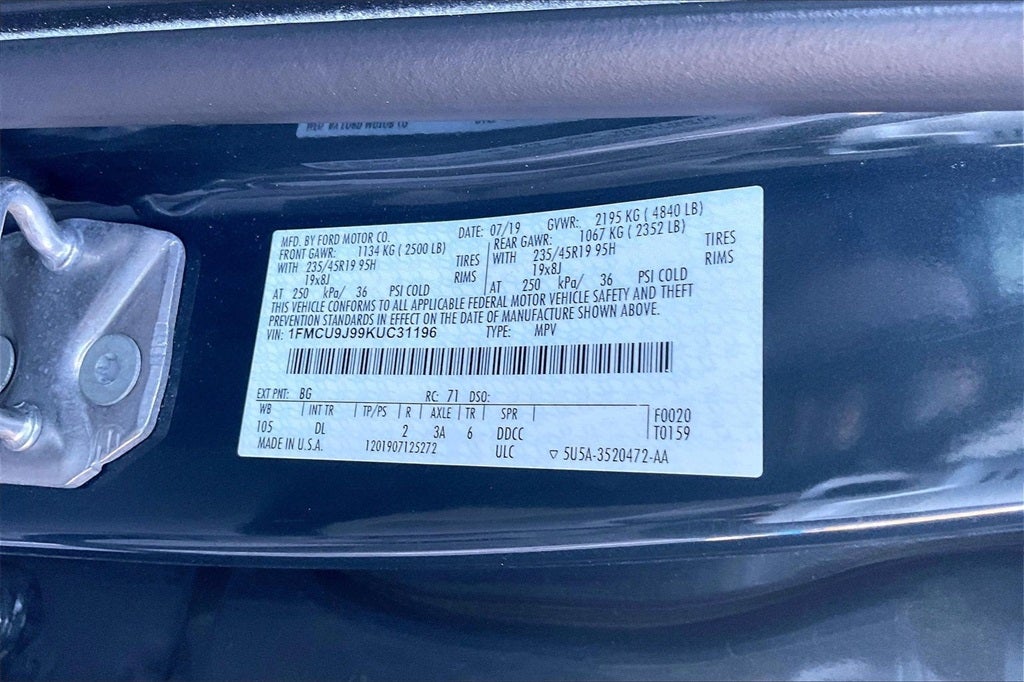 MFD. BY FORD MOTOR CO. DATE: 07/19 GVWR: 2195 KG ( 4840 LB)
FRONT GAWR: 1134 KG ( 2500 LB) REAR GAWR: 1067 KG ( 2352 LB)
WITH 235/45R19 95H TIRES WITH 235/45R19 95H TIRES
19x8J RIMS 19x8J RIMS
AT 250 kPa/ 36 PSI COLD AT 250 kPa/ 36 PSI COLD
THIS VEHICLE CONFORMS TO ALL APPLICABLE FEDERAL MOTOR VEHICLE SAFETY AND THEFT
PREVENTION STANDARDS IN EFFECT ON THE DATE OF MANUFACTURE SHOWN ABOVE.
VIN: 1FMCU9J99KUC31196 TYPE: MPV
EXT PNT: BG RC: 71 DSO:
WB INT TR TP/PS R AXLE TR SPR F0020
105 DL 2 3A 6 DDCC T0159
MADE IN U.S.A. 1201907125272 ULC ▽ 5U5A-3520472-AA